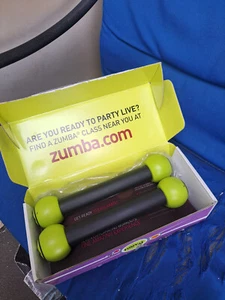 ARE YOU READY TO PARTY LIVE?
FIND A ZUMBA® CLASS NEAR YOU AT
zumba.com